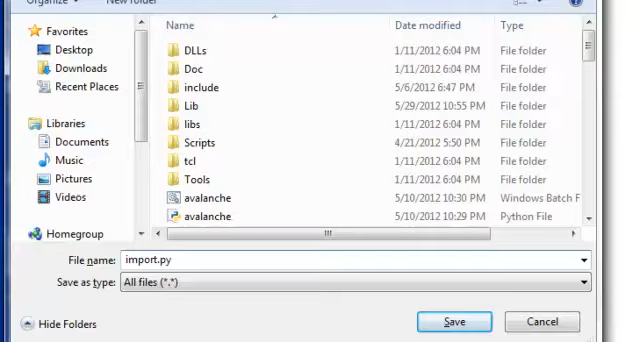 Organize New folder
Name Date modified Type
Favorites
Desktop
Downloads
Recent Places
Libraries
Documents
Music
Pictures
Videos
Homegroup
DLLs 1/11/2012 6:04 PM File folder
Doc 1/11/2012 6:04 PM File folder
include 5/6/2012 6:47 PM File folder
Lib 5/29/2012 10:55 PM File folder
libs 1/11/2012 6:04 PM File folder
Scripts 4/21/2012 5:50 PM File folder
tcl 1/11/2012 6:04 PM File folder
Tools 1/11/2012 6:04 PM File folder
avalanche 5/10/2012 10:30 PM Windows Batch F
avalanche 5/10/2012 10:29 PM Python File
File name: import.py
Save as type: All files (*.*)
Hide Folders Save Cancel